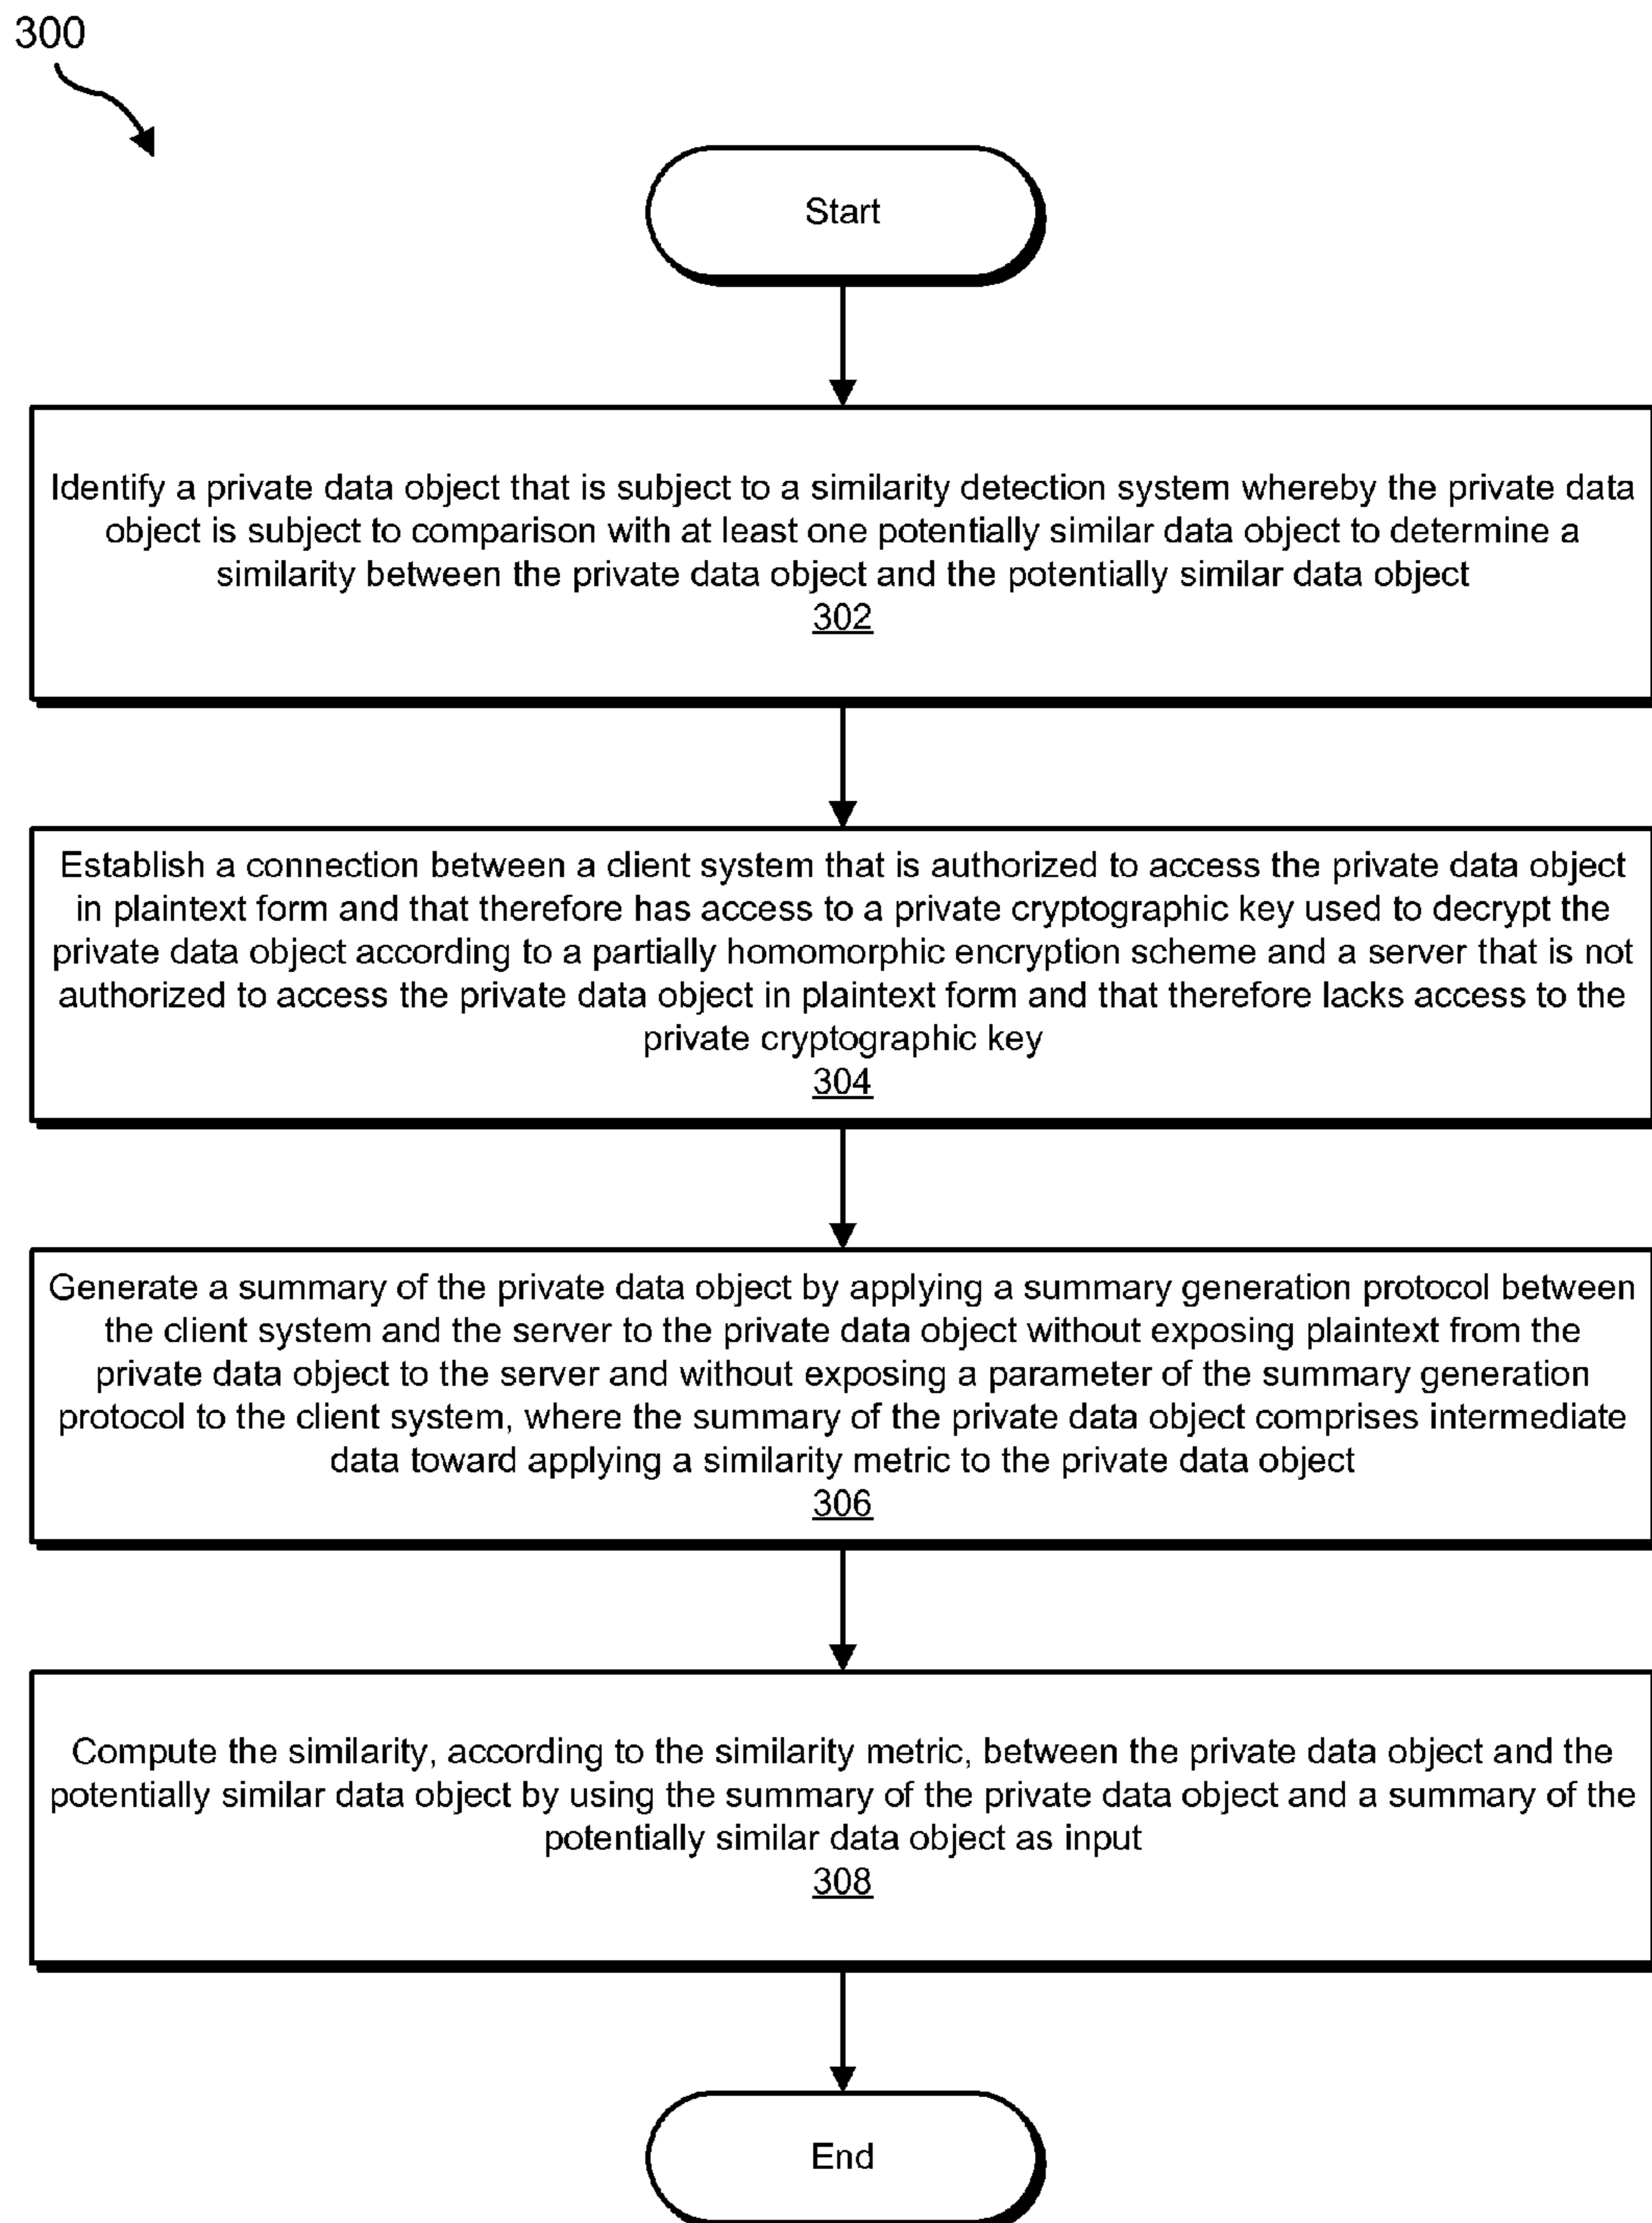 300
Start
Identify a private data object that is subject to a similarity detection system whereby the private data
object is subject to comparison with at least one potentially similar data object to determine a
similarity between the private data object and the potentially similar data object
302
Establish a connection between a client system that is authorized to access the private data object
in plaintext form and that therefore has access to a private cryptographic key used to decrypt the
private data object according to a partially homomorphic encryption scheme and a server that is not
authorized to access the private data object in plaintext form and that therefore lacks access to the
private cryptographic key
304
Generate a summary of the private data object by applying a summary generation protocol between
the client system and the server to the private data object without exposing plaintext from the
private data object to the server and without exposing a parameter of the summary generation
protocol to the client system, where the summary of the private data object comprises intermediate
data toward applying a similarity metric to the private data object
306
Compute the similarity, according to the similarity metric, between the private data object and the
potentially similar data object by using the summary of the private data object and a summary of the
potentially similar data object as input
308
End